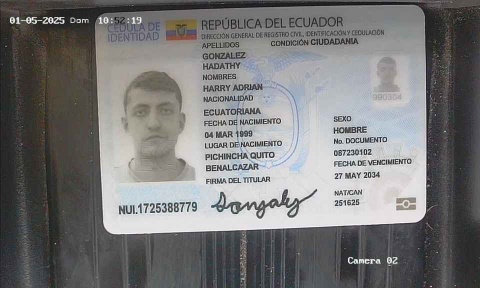 01-05-2025 Dom 10:52:19
CÉDULA DE
IDENTIDAD
REPÚBLICA DEL ECUADOR
DIRECCIÓN GENERAL DE REGISTRO CIVIL, IDENTIFICACIÓN Y CEDULACIÓN
APELLIDOS
CONDICIÓN CIUDADANÍA
GONZALEZ
HADATHY
NOMBRES
HARRY ADRIAN
NACIONALIDAD
ECUATORIANA
FECHA DE NACIMIENTO
04 MAR 1999
LUGAR DE NACIMIENTO
PICHINCHA QUITO
BENALCAZAR
FIRMA DEL TITULAR
SEXO
HOMBRE
No. DOCUMENTO
087230102
FECHA DE VENCIMIENTO
27 MAY 2034
NAT/CAN
251625
NUI.1725388779
Camera 02